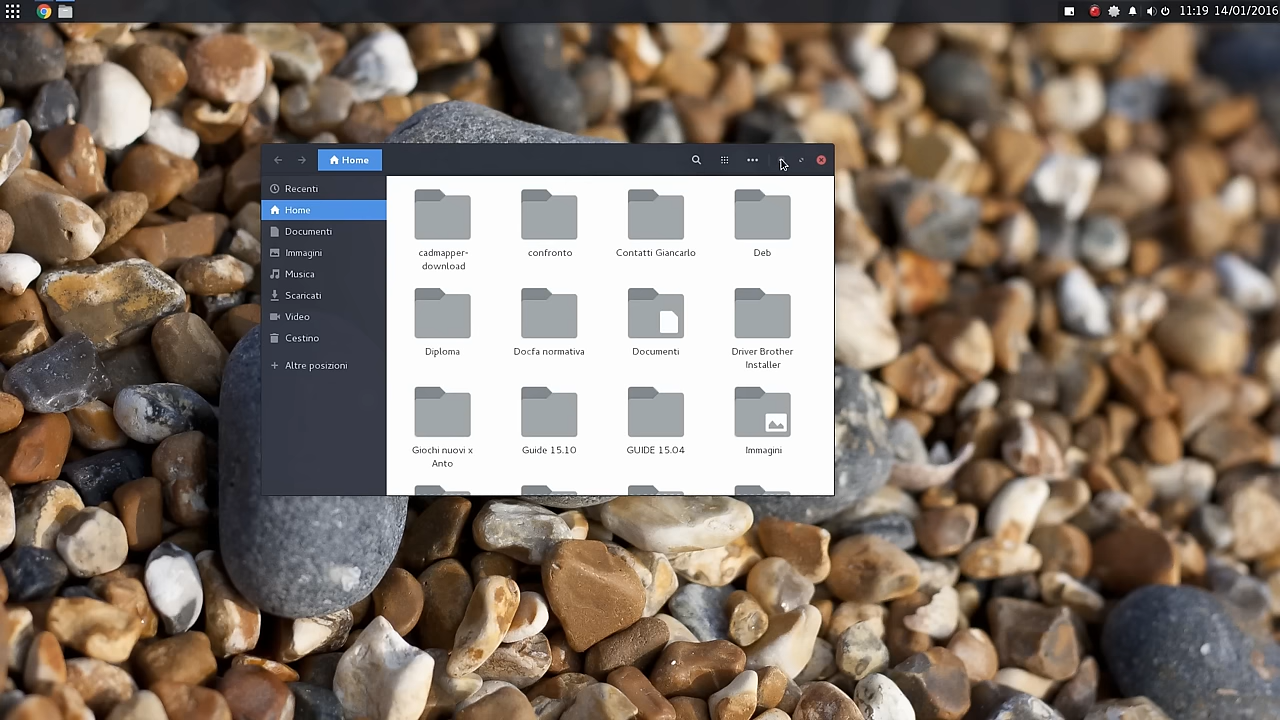 11:19 14/01/2016
Home
Recenti
Home
Documenti
Immagini
Musica
Scaricati
Video
Cestino
Altre posizioni
cadmapper-
download
confronto
Contatti Giancarlo
Deb
Diploma
Docfa normativa
Documenti
Driver Brother
Installer
Giochi nuovi x
Anto
Guide 15.10
GUIDE 15.04
Immagini